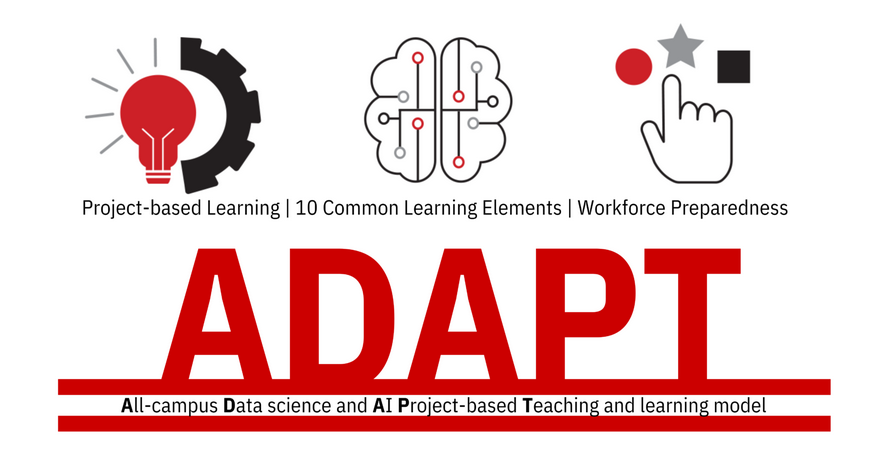 Project-based Learning | 10 Common Learning Elements | Workforce Preparedness
ADAPT
All-campus Data science and AI Project-based Teaching and learning model